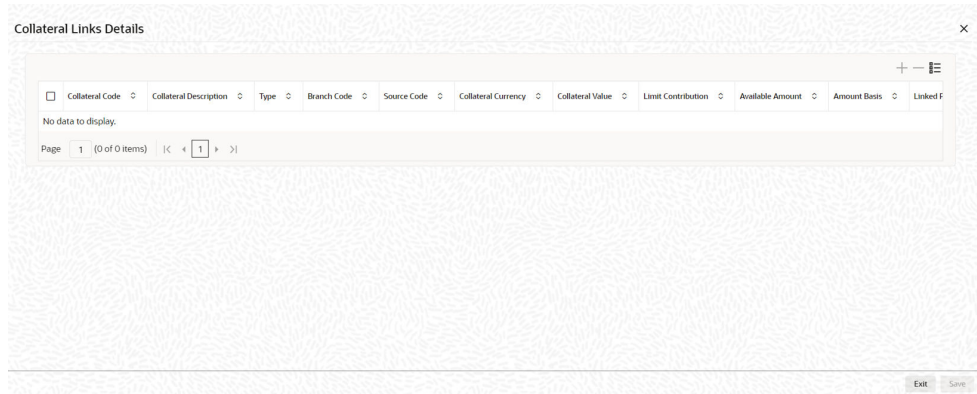 Collateral Links Details
Collateral Code Collateral Description Type Branch Code Source Code Collateral Currency Collateral Value Limit Contribution Available Amount Amount Basis Linked
No data to display.
Page 1 (0 of 0 items) 1
Exit Save